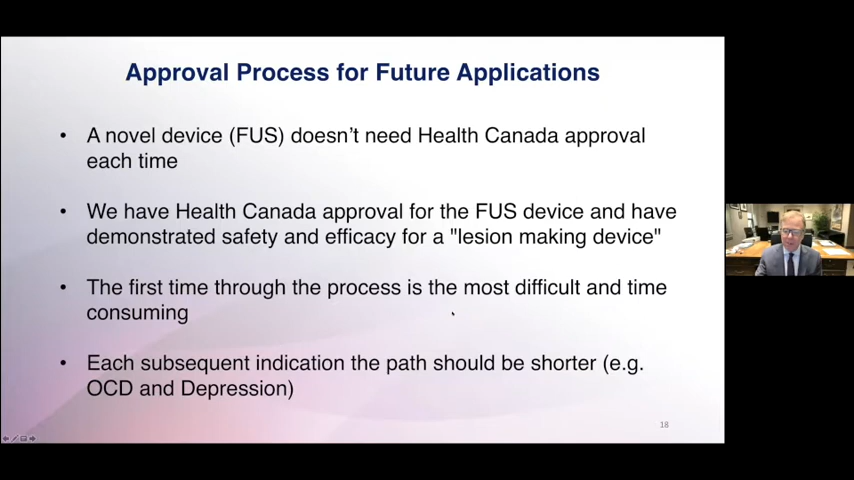 Approval Process for Future Applications
• A novel device (FUS) doesn't need Health Canada approval
each time
• We have Health Canada approval for the FUS device and have
demonstrated safety and efficacy for a "lesion making device"
• The first time through the process is the most difficult and time
consuming
• Each subsequent indication the path should be shorter (e.g.
OCD and Depression)
18